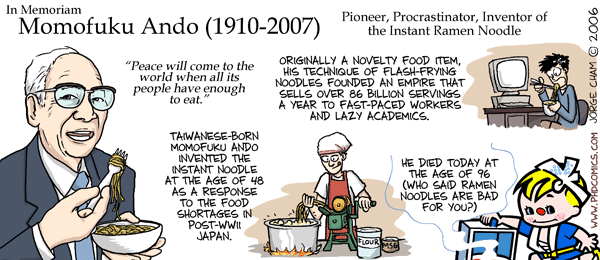 In Memoriam
Momofuku Ando (1910-2007)
Pioneer, Procrastinator, Inventor of
the Instant Ramen Noodle
"Peace will come to the
world when all its
people have enough
to eat."
TAIWANESE-BORN
MOMOFUKU ANDO
INVENTED THE
INSTANT NOODLE
AT THE AGE OF 48
AS A RESPONSE
TO THE FOOD
SHORTAGES IN
POST-WWII
JAPAN.
ORIGINALLY A NOVELTY FOOD ITEM,
HIS TECHNIQUE OF FLASH-FRYING
NOODLES FOUNDED AN EMPIRE THAT
SELLS OVER 86 BILLION SERVINGS
A YEAR TO FAST-PACED WORKERS
AND LAZY ACADEMICS.
FLOUR
MSG
HE DIED TODAY AT
THE AGE OF 96
(WHO SAID RAMEN
NOODLES ARE BAD
FOR YOU?)
WWW.PHDCOMICS.COM
JORGE CHAM © 2006